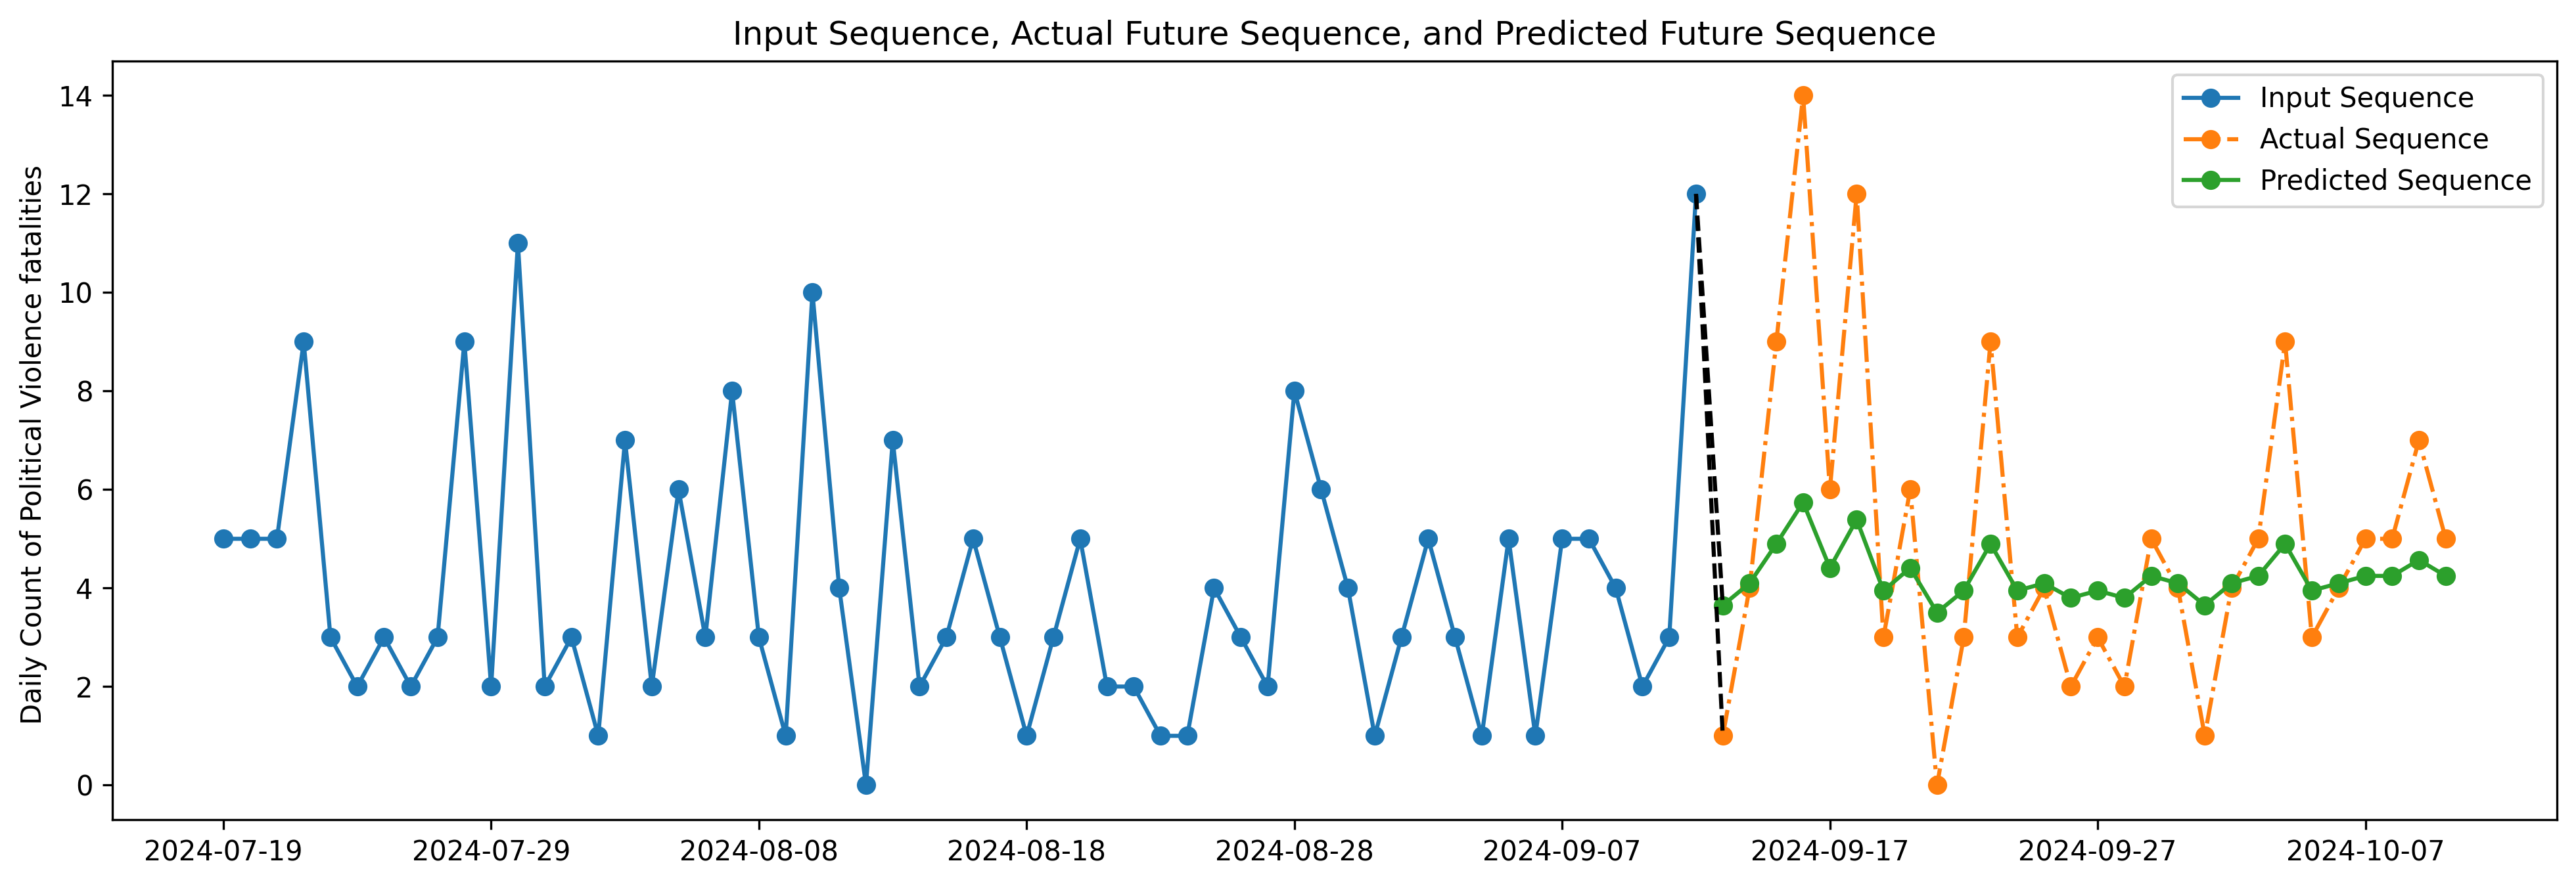 Input Sequence, Actual Future Sequence, and Predicted Future Sequence
Daily Count of Political Violence fatalities
14
12
10
8
6
4
2
0
Input Sequence
Actual Sequence
Predicted Sequence
2024-07-19 2024-07-29 2024-08-08 2024-08-18 2024-08-28 2024-09-07 2024-09-17 2024-09-27 2024-10-07